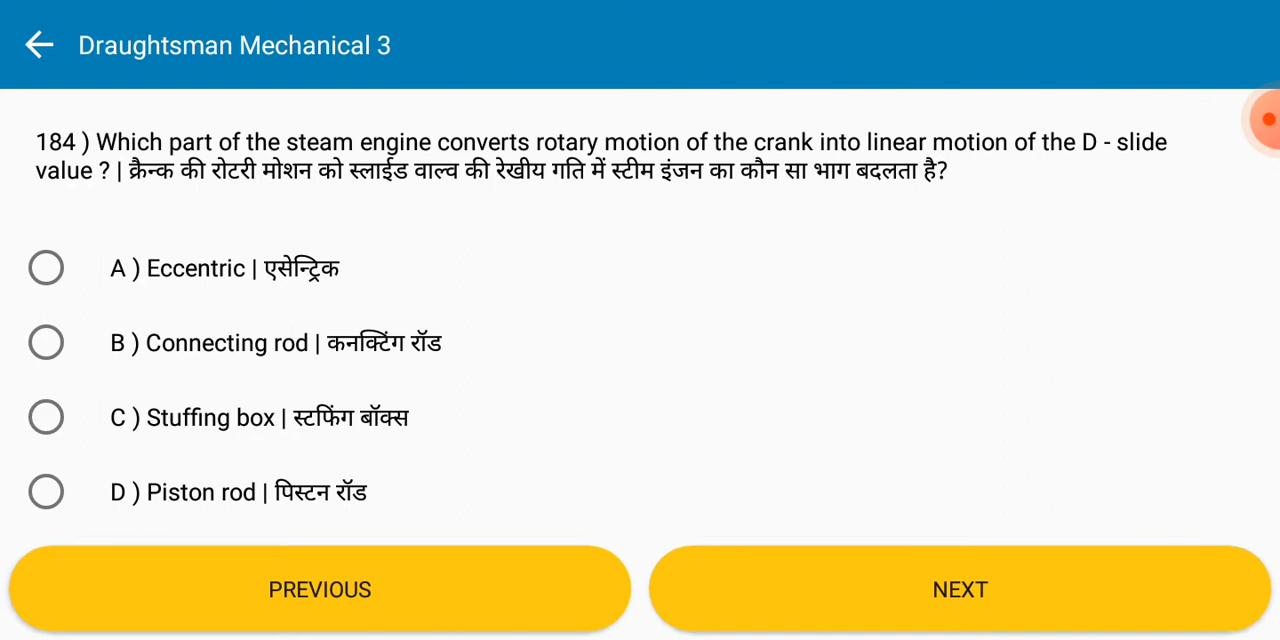 Draughtsman Mechanical 3
184 ) Which part of the steam engine converts rotary motion of the crank into linear motion of the D - slide
value ? | क्रैन्क की रोटरी मोशन को स्लाईड वाल्व की रेखीय गति में स्टीम इंजन का कौन सा भाग बदलता है?
A ) Eccentric | एसेन्ट्रिक
B ) Connecting rod | कनक्टिंग रॉड
C ) Stuffing box | स्टफिंग बॉक्स
D ) Piston rod | पिस्टन रॉड
PREVIOUS
NEXT